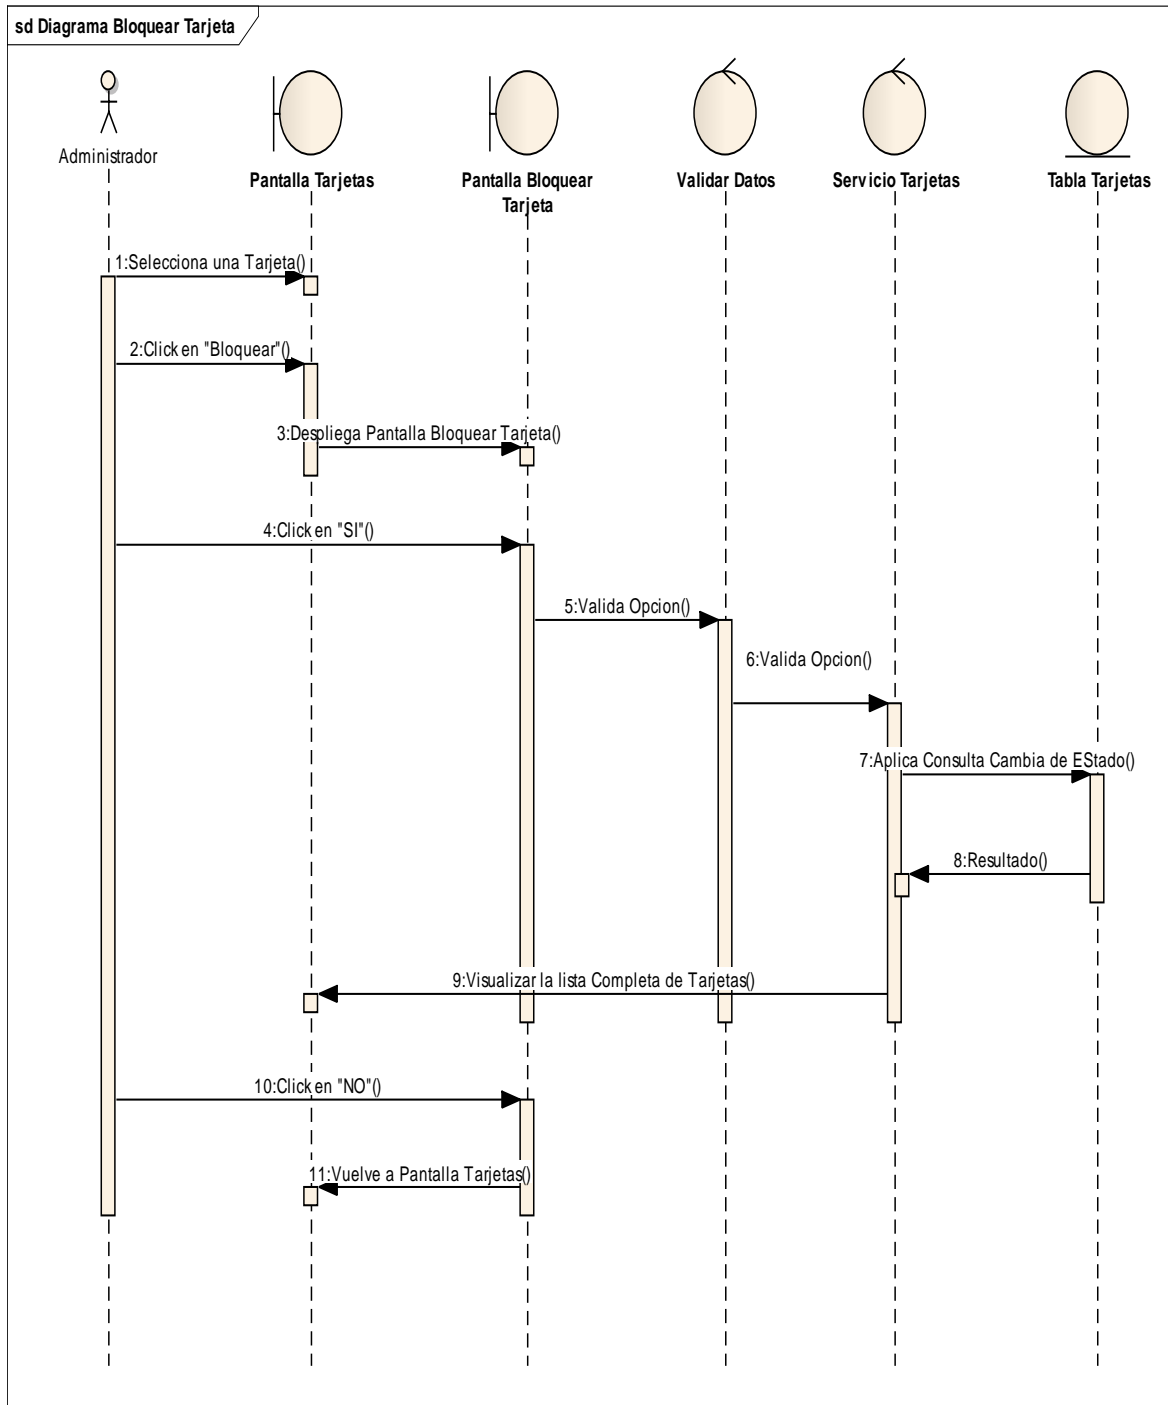 sd Diagrama Bloquear Tarjeta
Administrador
Pantalla Tarjetas
Pantalla Bloquear
Tarjeta
Validar Datos
Servicio Tarjetas
Tabla Tarjetas
1:Selecciona una Tarjeta()
2:Click en "Bloquear"()
3:Despliega Pantalla Bloquear Tarjeta()
4:Click en "SI"()
5:Valida Opcion()
6:Valida Opcion()
7:Aplica Consulta Cambia de EStado()
8:Resultado()
9:Visualizar la lista Completa de Tarjetas()
10:Click en "NO"()
11:Vuelve a Pantalla Tarjetas()